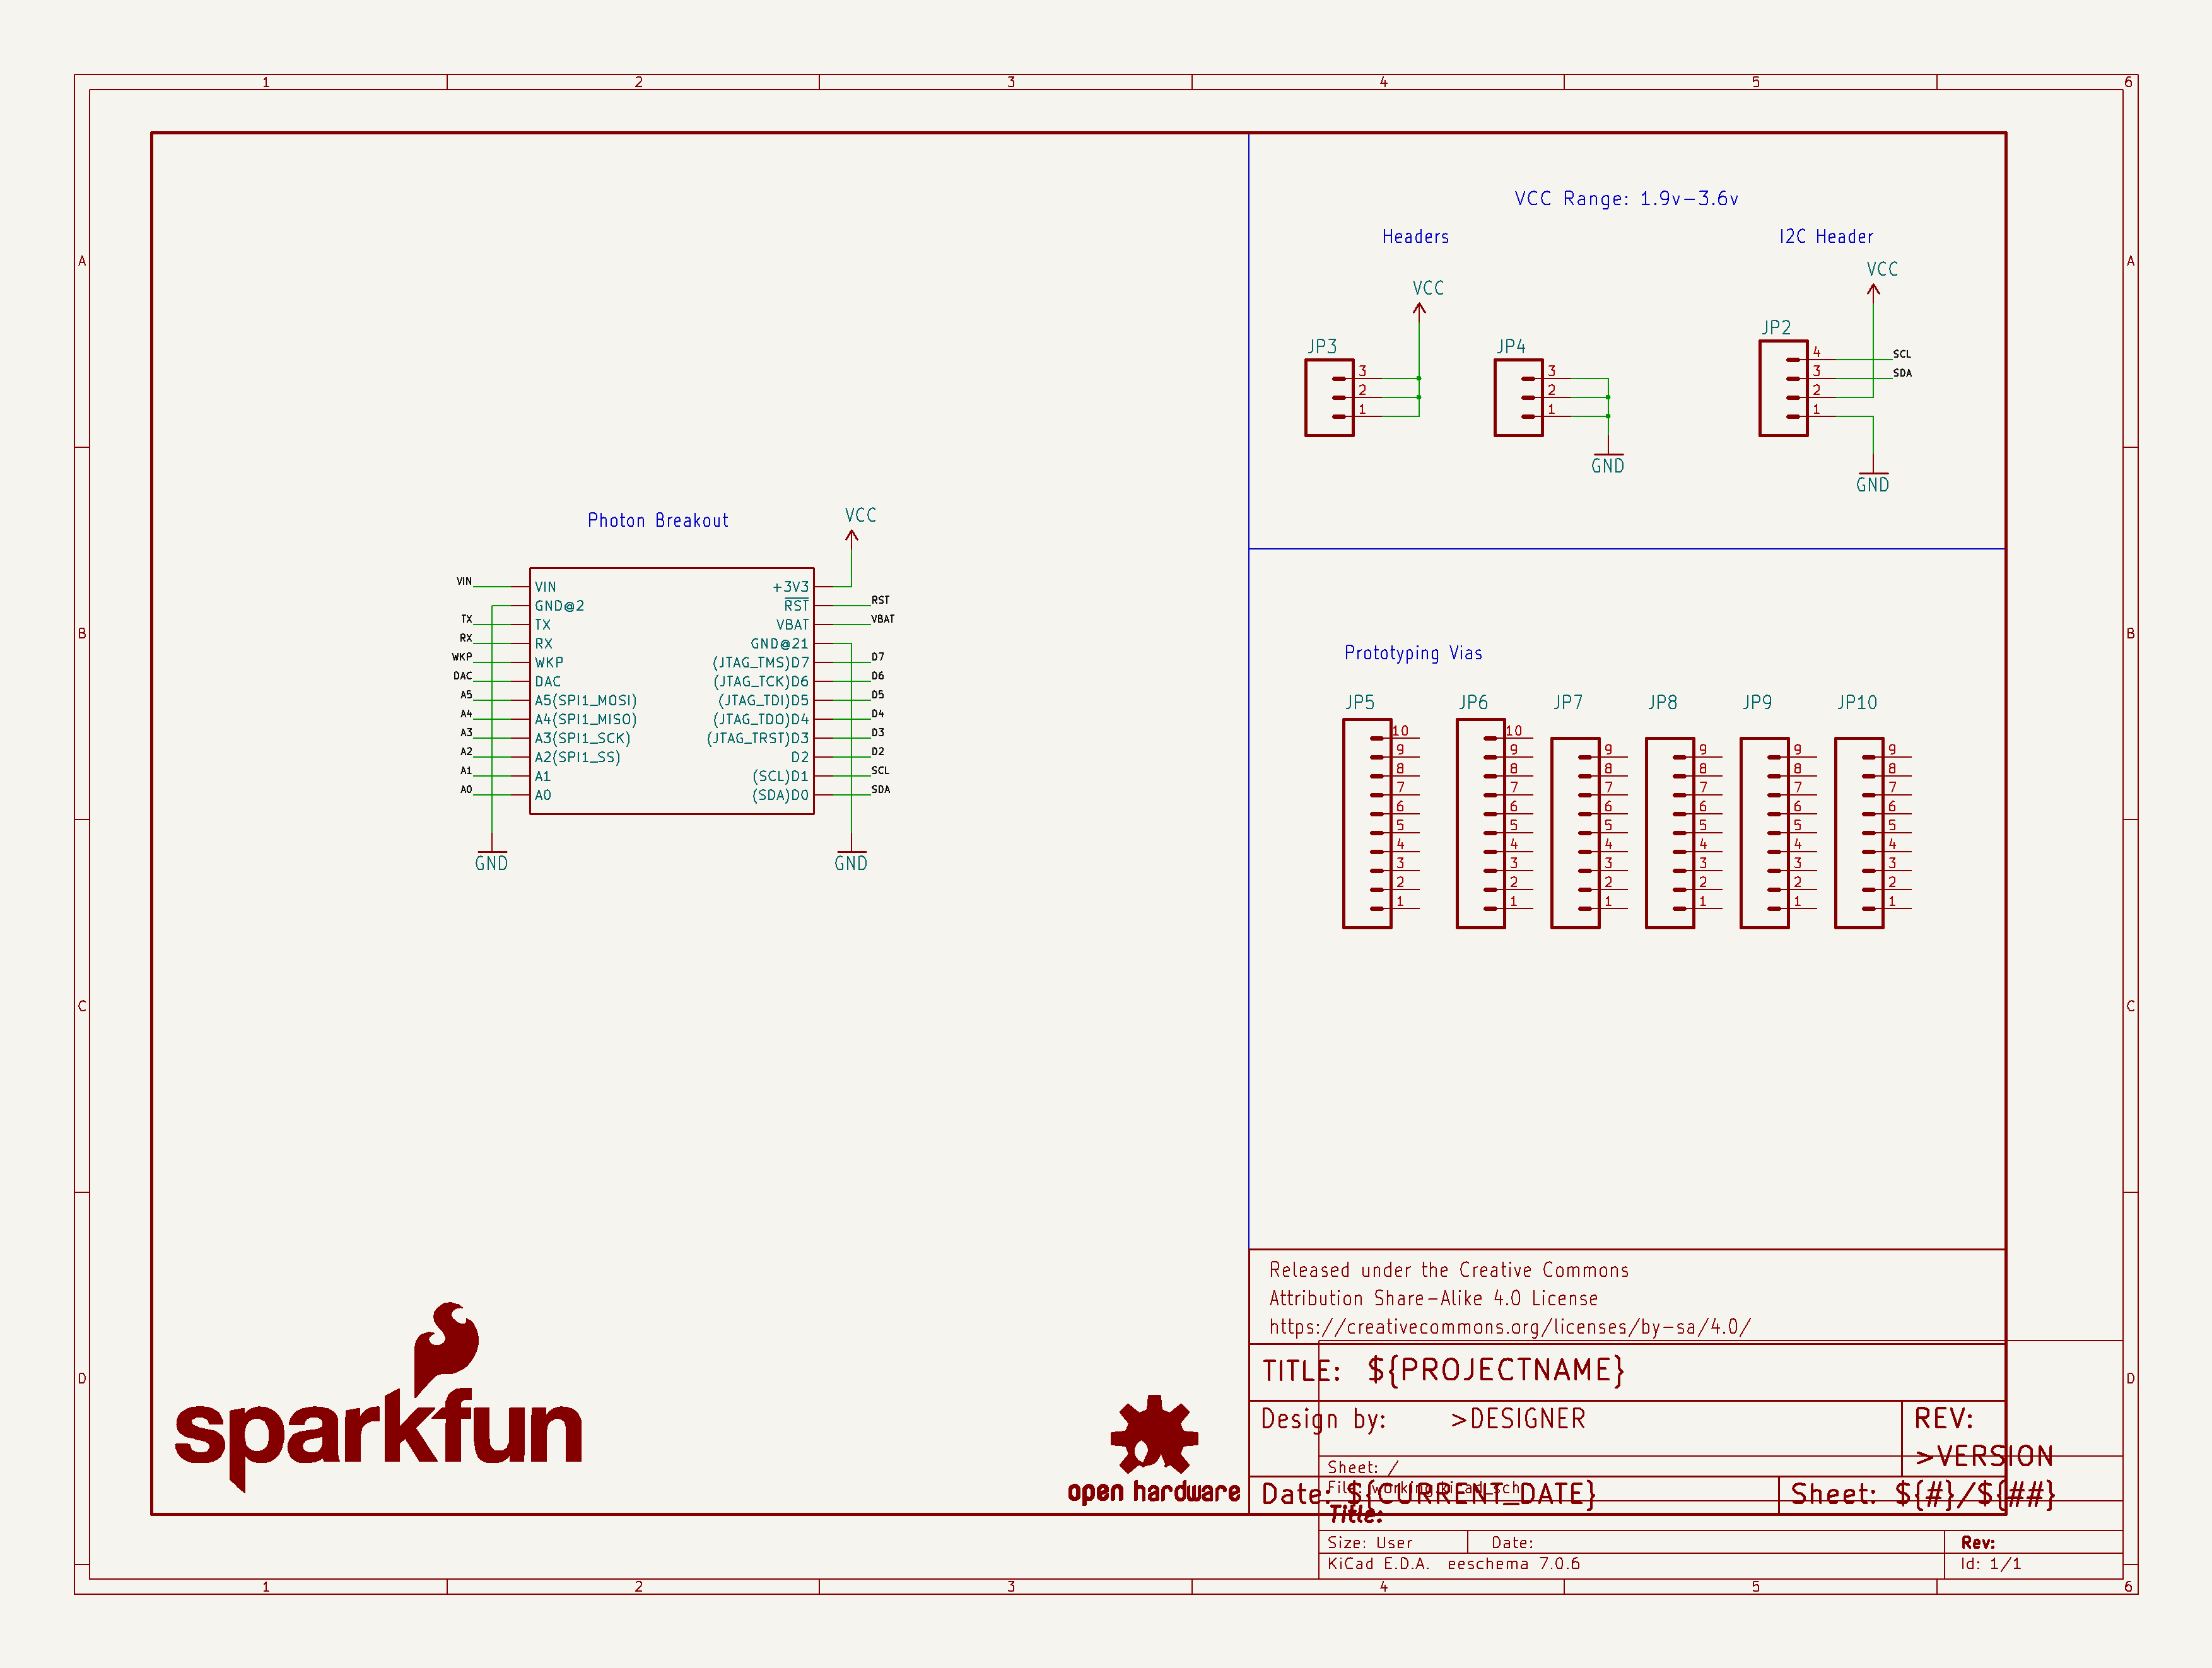 1 2 3 4 5 6
A A
B B
C C
D D
VCC Range: 1.9v-3.6v
Headers
I2C Header
VCC
JP3
3
2
1
JP4
3
2
1
GND
VCC
JP2
4
3
2
1
SCL
SDA
GND
Photon Breakout
VCC
VIN VIN +3V3
GND@2 RST RST
TX TX VBAT VBAT
RX RX GND@21
WKP WKP (JTAG_TMS)D7 D7
DAC DAC (JTAG_TCK)D6 D6
A5 A5(SPI1_MOSI) (JTAG_TDI)D5 D5
A4 A4(SPI1_MISO) (JTAG_TDO)D4 D4
A3 A3(SPI1_SCK) (JTAG_TRST)D3 D3
A2 A2(SPI1_SS) D2 D2
A1 A1 (SCL)D1 SCL
A0 A0 (SDA)D0 SDA
GND GND
Prototyping Vias
JP5 JP6 JP7 JP8 JP9 JP10
10 10
9 9 9 9 9 9
8 8 8 8 8 8
7 7 7 7 7 7
6 6 6 6 6 6
5 5 5 5 5 5
4 4 4 4 4 4
3 3 3 3 3 3
2 2 2 2 2 2
1 1 1 1 1 1
sparkfun
open hardware
Released under the Creative Commons
Attribution Share-Alike 4.0 License
https://creativecommons.org/licenses/by-sa/4.0/
TITLE: ${PROJECTNAME}
Design by: >DESIGNER
REV:
>VERSION
Sheet: /
File: working.kicad_sch
Date: ${CURRENT_DATE}
Sheet: ${#}/${##}
Title:
Size: User Date: Rev:
KiCad E.D.A. eeschema 7.0.6 Id: 1/1
1 2 3 4 5 6